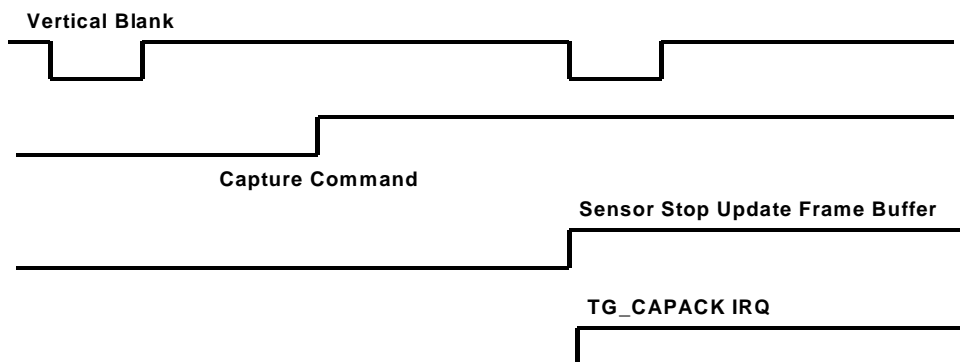 Vertical Blank
Capture Command
Sensor Stop Update Frame Buffer
TG_CAPACK IRQ